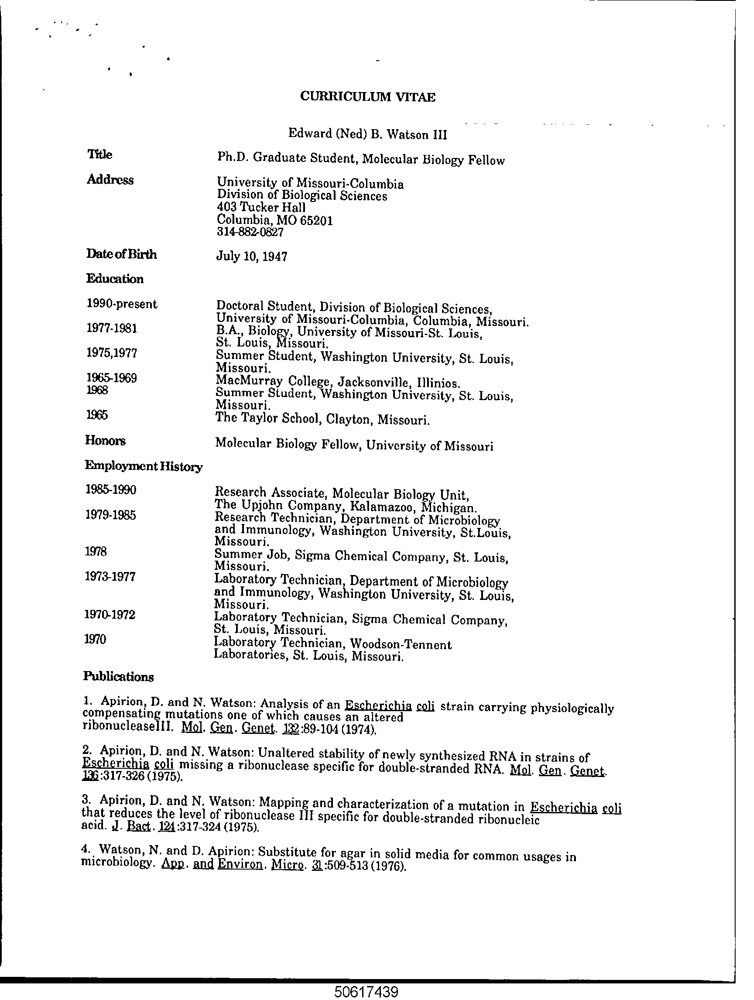 CURRICULUM VITAE
Edward (Ned) B. Watson III
Title Ph.D. Graduate Student, Molecular Biology Fellow
Address University of Missouri-Columbia
Division of Biological Sciences
403 Tucker Hall
Columbia, MO 65201
314-882-0827
Date of Birth July 10, 1947
Education
1990-present Doctoral Student, Division of Biological Sciences,
University of Missouri-Columbia, Columbia, Missouri.
1977-1981 B.A., Biology, University of Missouri-St. Louis,
St. Louis, Missouri.
1975,1977 Summer Student, Washington University, St. Louis,
Missouri.
1965-1969 MacMurray College, Jacksonville, Illinios.
1968 Summer Student, Washington University, St. Louis,
Missouri.
1965 The Taylor School, Clayton, Missouri.
Honors Molecular Biology Fellow, University of Missouri
Employment History
1985-1990 Research Associate, Molecular Biology Unit,
The Upjohn Company, Kalamazoo, Michigan.
1979-1985 Research Technician, Department of Microbiology
and Immunology, Washington University, St.Louis,
Missouri.
1978 Summer Job, Sigma Chemical Company, St. Louis,
Missouri.
1973-1977 Laboratory Technician, Department of Microbiology
and Immunology, Washington University, St. Louis,
Missouri.
1970-1972 Laboratory Technician, Sigma Chemical Company,
St. Louis, Missouri.
1970 Laboratory Technician, Woodson-Tennent
Laboratories, St. Louis, Missouri.
Publications
1. Apirion, D. and N. Watson: Analysis of an Escherichia coli strain carrying physiologically
compensating mutations one of which causes an altered
ribonucleaseIII. Mol. Gen. Genet. 132:89-104 (1974).
2. Apirion, D. and N. Watson: Unaltered stability of newly synthesized RNA in strains of
Escherichia coli missing a ribonuclease specific for double-stranded RNA. Mol. Gen. Genet.
136:317-326 (1975).
3. Apirion, D. and N. Watson: Mapping and characterization of a mutation in Escherichia coli
that reduces the level of ribonuclease III specific for double-stranded ribonucleic
acid. J. Bact. 124:317-324 (1975).
4. Watson, N. and D. Apirion: Substitute for agar in solid media for common usages in
microbiology. App. and Environ. Micro. 31:509-513 (1976).
50617439